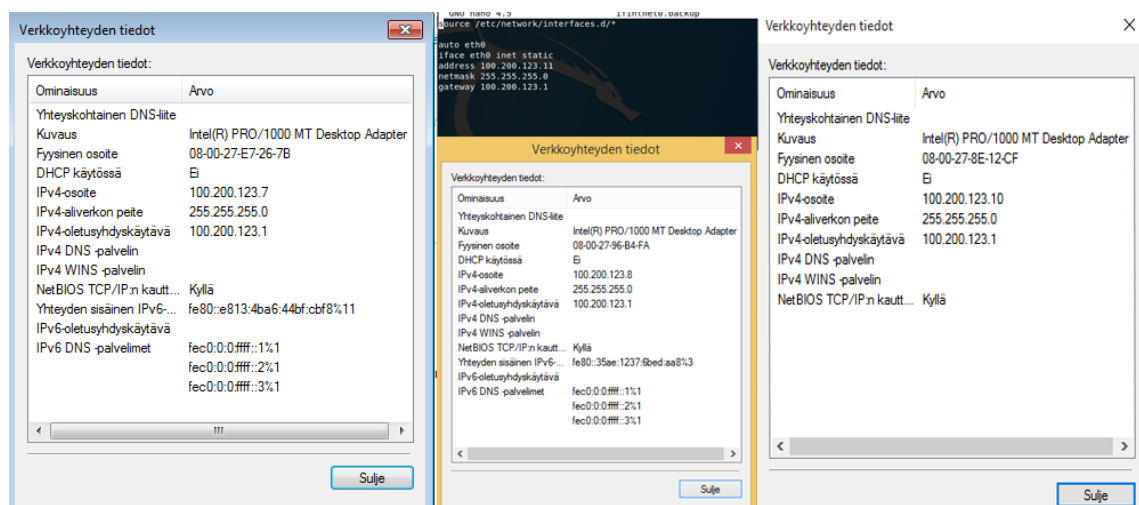 Verkkoyhteyden tiedot
Verkkoyhteyden tiedot:
Ominaisuus Arvo
Yhteyskohtainen DNS-liite
Kuvaus Intel(R) PRO/1000 MT Desktop Adapter
Fyysinen osoite 08-00-27-E7-26-7B
DHCP käytössä Ei
IPv4-osoite 100.200.123.7
IPv4-aliverkon peite 255.255.255.0
IPv4-oletusyhdyskäytävä 100.200.123.1
IPv4 DNS -palvelin
IPv4 WINS -palvelin
NetBIOS TCP/IP:n kautt... Kyllä
Yhteyden sisäinen IPv6-... fe80::e813:4ba6:44bf:cbf8%11
IPv6-oletusyhdyskäytävä
IPv6 DNS -palvelimet fec0:0:0:ffff::1%1
fec0:0:0:ffff::2%1
fec0:0:0:ffff::3%1
Sulje
GNU nano 4.5
source /etc/network/interfaces.d/*
auto eth0
iface eth0 inet static
address 100.200.123.11
netmask 255.255.255.0
gateway 100.200.123.1
Verkkoyhteyden tiedot
Verkkoyhteyden tiedot:
Ominaisuus Arvo
Yhteyskohtainen DNS-liite
Kuvaus Intel(R) PRO/1000 MT Desktop Adapter
Fyysinen osoite 08-00-27-96-B4-FA
DHCP käytössä Ei
IPv4-osoite 100.200.123.8
IPv4-aliverkon peite 255.255.255.0
IPv4-oletusyhdyskäytävä 100.200.123.1
IPv4 DNS -palvelin
IPv4 WINS -palvelin
NetBIOS TCP/IP:n kautt... Kyllä
Yhteyden sisäinen IPv6-... fe80::35ae:1237:6bed:aa8%3
IPv6-oletusyhdyskäytävä
IPv6 DNS -palvelimet fec0:0:0:ffff::1%1
fec0:0:0:ffff::2%1
fec0:0:0:ffff::3%1
Sulje
Verkkoyhteyden tiedot
Verkkoyhteyden tiedot:
Ominaisuus Arvo
Yhteyskohtainen DNS-liite
Kuvaus Intel(R) PRO/1000 MT Desktop Adapter
Fyysinen osoite 08-00-27-8E-12-CF
DHCP käytössä Ei
IPv4-osoite 100.200.123.10
IPv4-aliverkon peite 255.255.255.0
IPv4-oletusyhdyskäytävä 100.200.123.1
IPv4 DNS -palvelin
IPv4 WINS -palvelin
NetBIOS TCP/IP:n kautt... Kyllä
Sulje